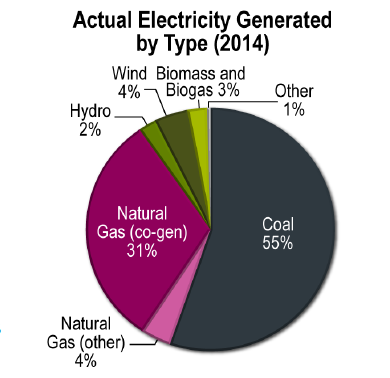 Actual Electricity Generated
by Type (2014)
Wind
4%
Biomass and
Biogas 3%
Other
1%
Hydro
2%
Natural
Gas (co-gen)
31%
Coal
55%
Natural
Gas (other)
4%